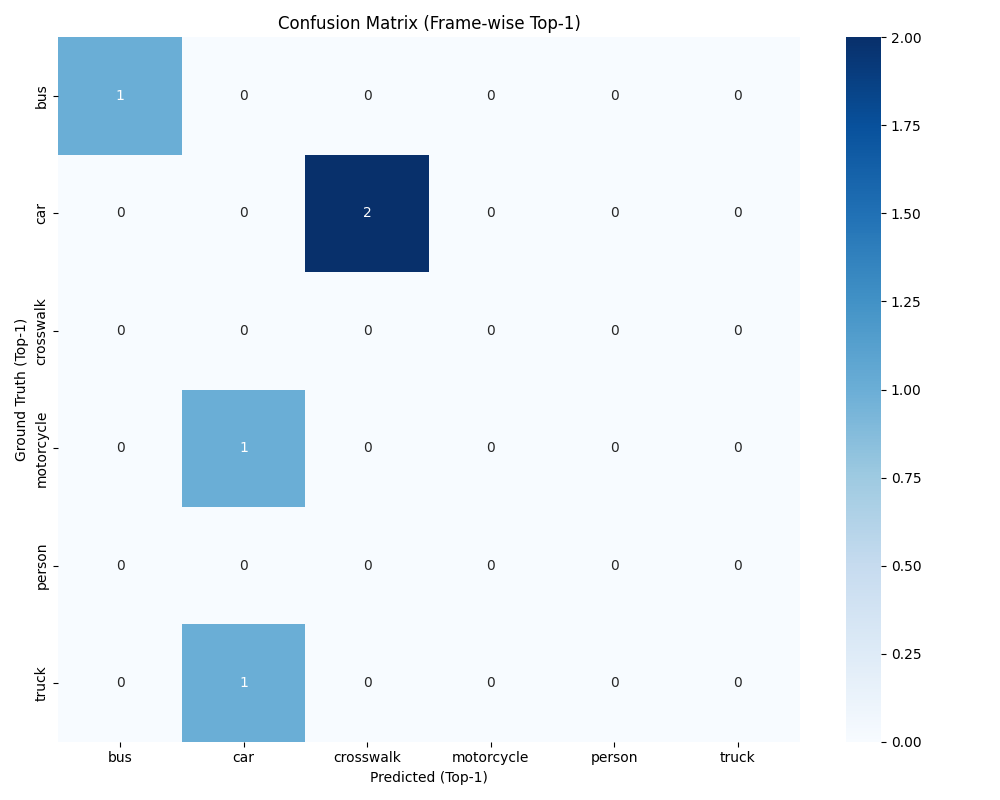 Confusion Matrix (Frame-wise Top-1)
Ground Truth (Top-1)
bus 1 0 0 0 0 0
car 0 0 2 0 0 0
crosswalk 0 0 0 0 0 0
motorcycle 0 1 0 0 0 0
person 0 0 0 0 0 0
truck 0 1 0 0 0 0
bus car crosswalk motorcycle person truck
Predicted (Top-1)
2.00
1.75
1.50
1.25
1.00
0.75
0.50
0.25
0.00